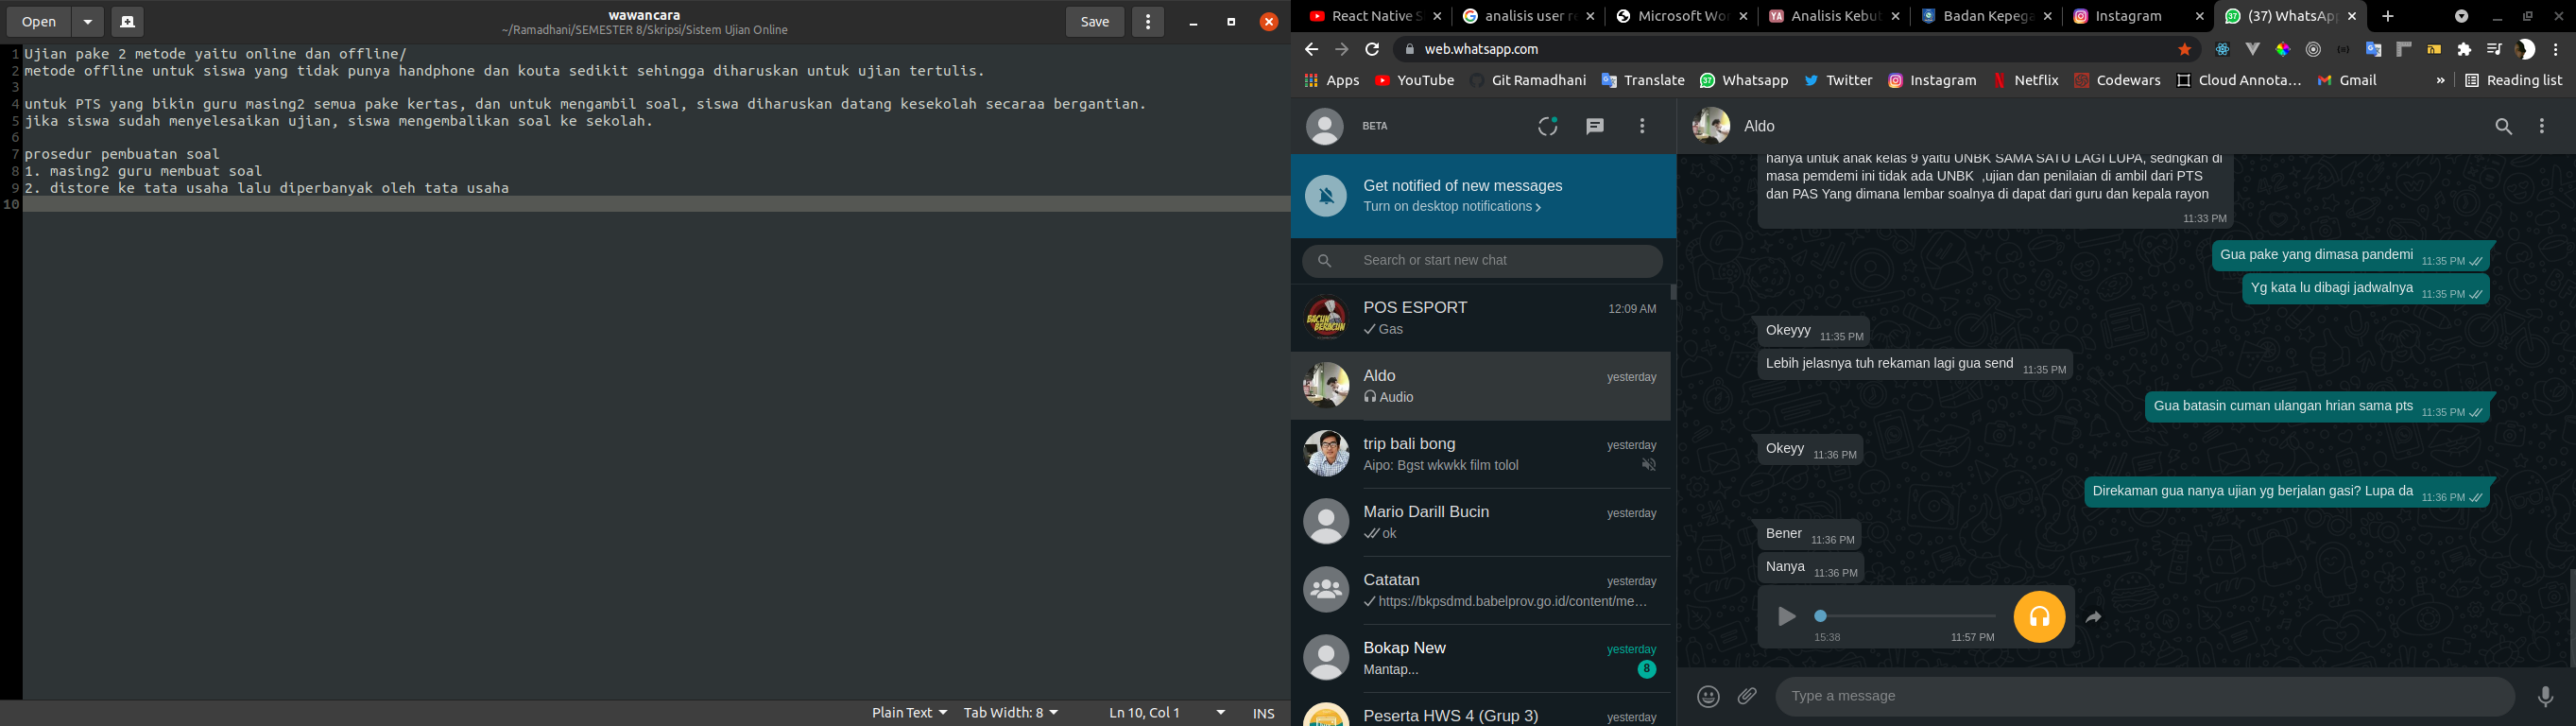 Open
wawancara
~/Ramadhani/SEMESTER 8/Skripsi/Sistem Ujian Online
Save
1 Ujian pake 2 metode yaitu online dan offline/
2 metode offline untuk siswa yang tidak punya handphone dan kouta sedikit sehingga diharuskan untuk ujian tertulis.
3
4 untuk PTS yang bikin guru masing2 semua pake kertas, dan untuk mengambil soal, siswa diharuskan datang kesekolah secaraa bergantian.
5 jika siswa sudah menyelesaikan ujian, siswa mengembalikan soal ke sekolah.
6
7 prosedur pembuatan soal
8 1. masing2 guru membuat soal
9 2. distore ke tata usaha lalu diperbanyak oleh tata usaha
10
Plain Text Tab Width: 8 Ln 10, Col 1 INS
React Native S
analisis user re
Microsoft Wor
Analisis Kebut
Badan Kepega
Instagram
(37) WhatsApp
web.whatsapp.com
Apps YouTube Git Ramadhani Translate Whatsapp Twitter Instagram Netflix Codewars Cloud Annota... Gmail » Reading list
BETA
Get notified of new messages
Turn on desktop notifications
Search or start new chat
POS ESPORT 12:09 AM
Gas
BACUN BERACUN
Aldo yesterday
Audio
trip bali bong yesterday
Aipo: Bgst wkwkk film tolol
Mario Darill Bucin yesterday
ok
Catatan yesterday
https://bkpsdmd.babelprov.go.id/content/me...
Bokap New yesterday
Mantap... 8
Peserta HWS 4 (Grup 3) yesterday
Aldo
hanya untuk anak kelas 9 yaitu UNBK SAMA SATU LAGI LUPA, sedngkan di
masa pemdemi ini tidak ada UNBK ,ujian dan penilaian di ambil dari PTS
dan PAS Yang dimana lembar soalnya di dapat dari guru dan kepala rayon
11:33 PM
Gua pake yang dimasa pandemi 11:35 PM
Yg kata lu dibagi jadwalnya 11:35 PM
Okeyyy 11:35 PM
Lebih jelasnya tuh rekaman lagi gua send 11:35 PM
Gua batasin cuman ulangan hrian sama pts 11:35 PM
Okeyy 11:36 PM
Direkaman gua nanya ujian yg berjalan gasi? Lupa da 11:36 PM
Bener 11:36 PM
Nanya 11:36 PM
15:38 11:57 PM
Type a message